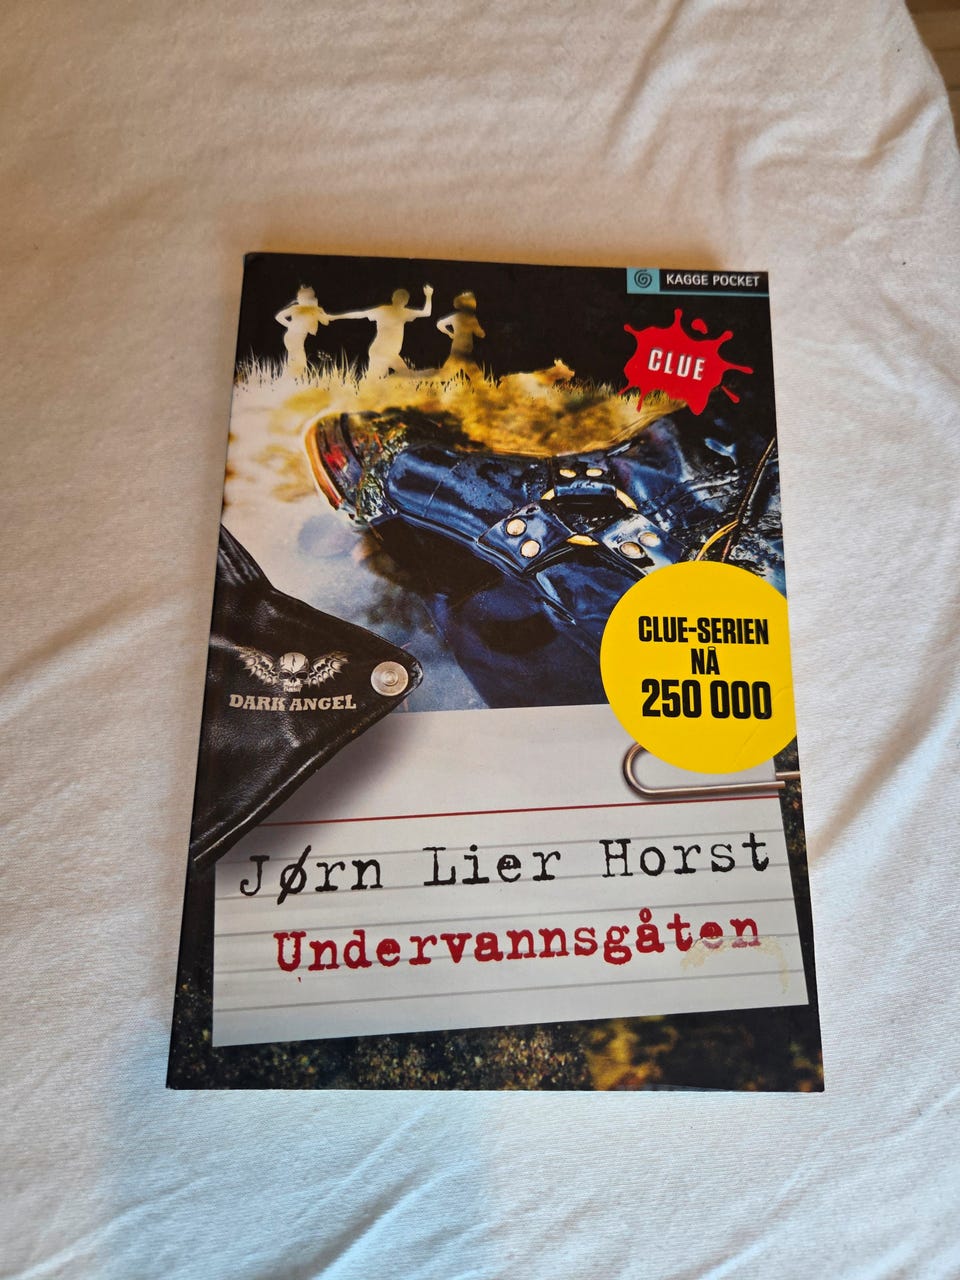 KAGGE POCKET
CLUE
CLUE-SERIEN
NÅ
250 000
DARK ANGEL
Jørn Lier Horst
Undervannsgåten